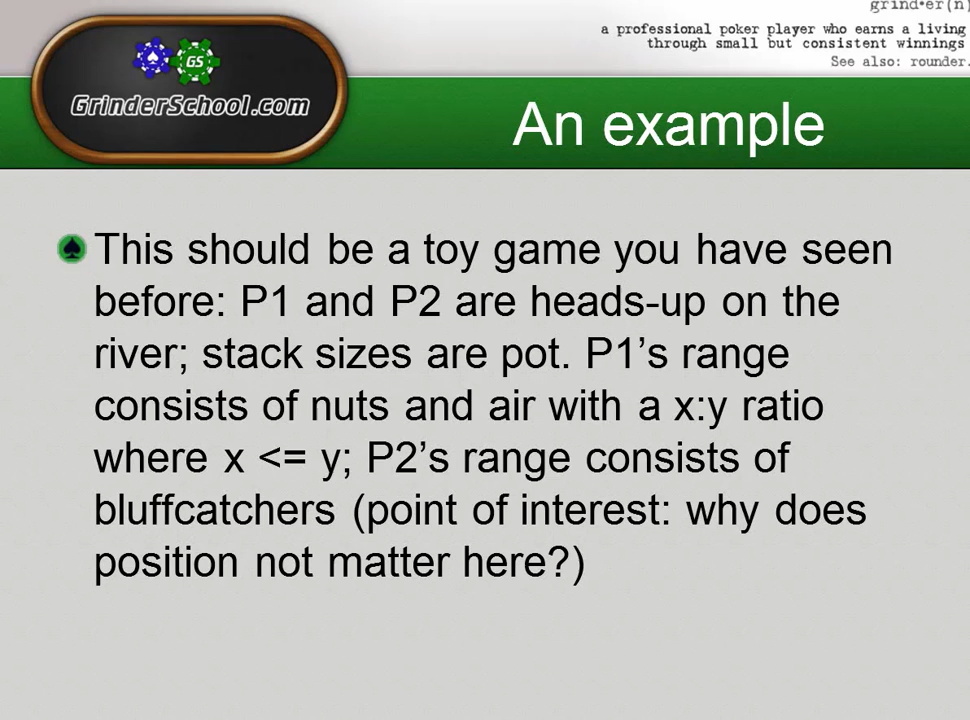 grind•er(n)
a professional poker player who earns a living
through small but consistent winnings
See also: rounder.
GS
GrinderSchool.com
An example
This should be a toy game you have seen
before: P1 and P2 are heads-up on the
river; stack sizes are pot. P1’s range
consists of nuts and air with a x:y ratio
where x <= y; P2’s range consists of
bluffcatchers (point of interest: why does
position not matter here?)